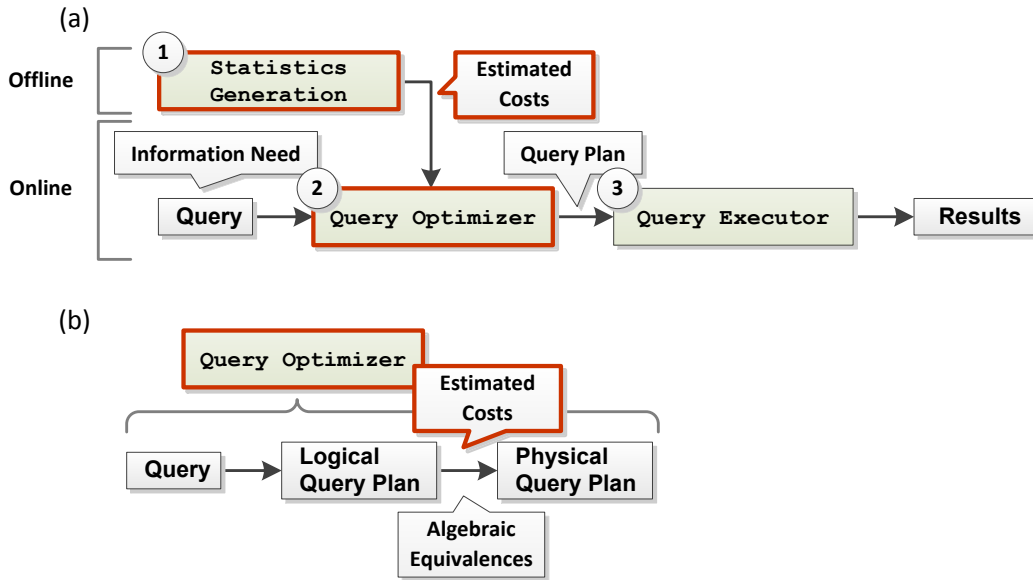 (a)
1
Offline
Statistics
Generation
Estimated
Costs
Online
Information Need
Query Plan
2
3
Query
Query Optimizer
Query Executor
Results
(b)
Query Optimizer
Estimated
Costs
Query
Logical
Query Plan
Physical
Query Plan
Algebraic
Equivalences